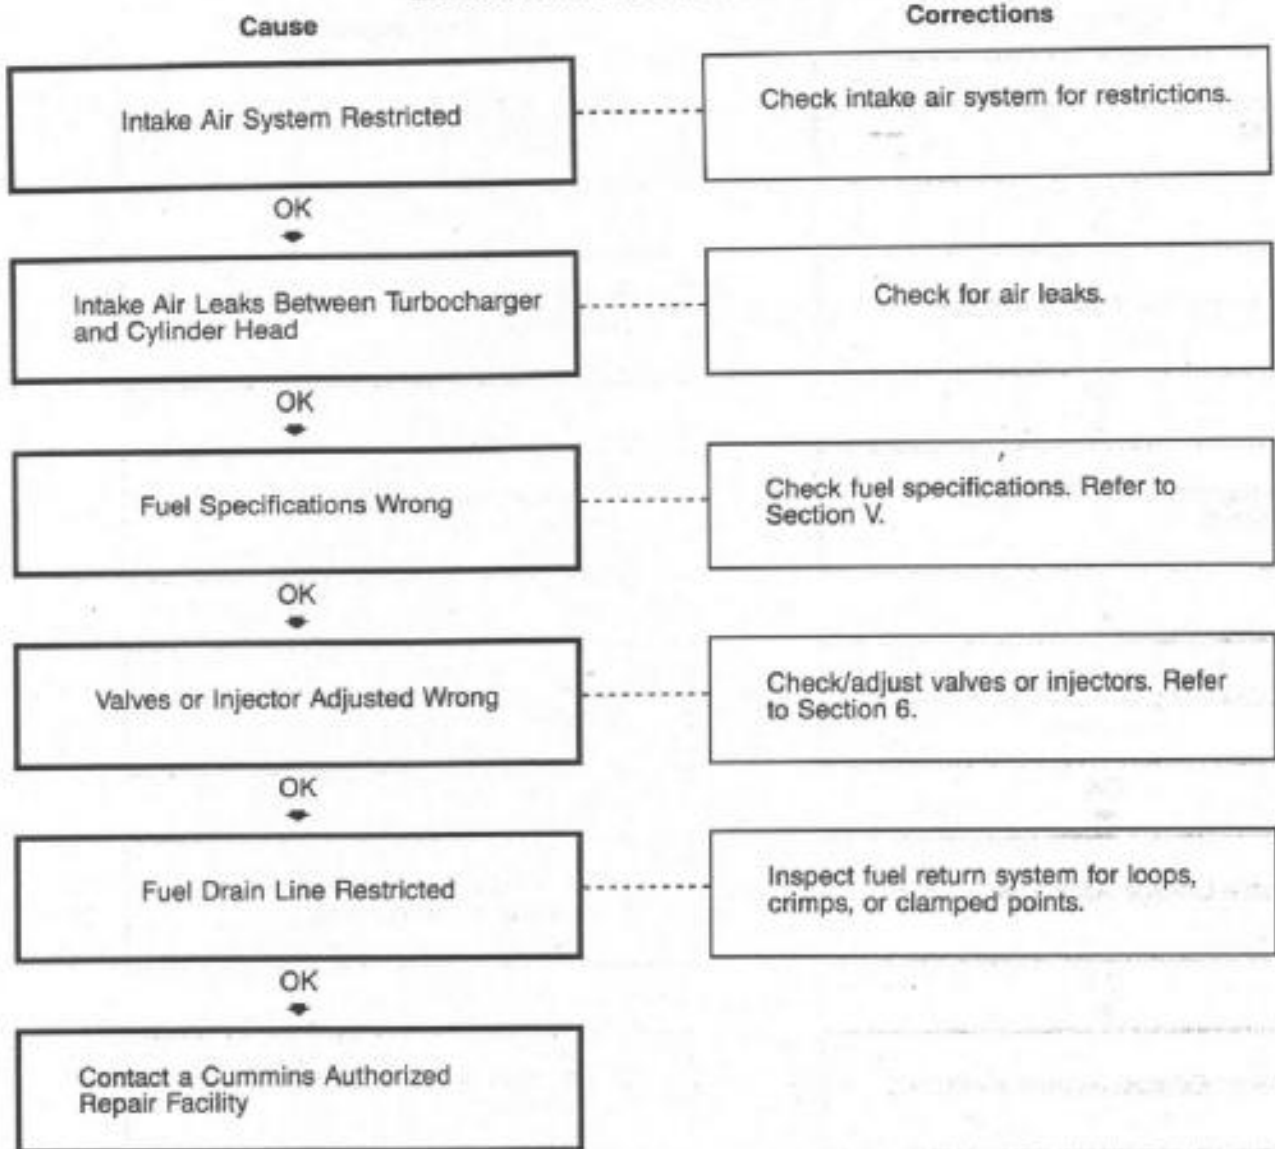 Cause
Corrections
Intake Air System Restricted
Check intake air system for restrictions.
OK
Intake Air Leaks Between Turbocharger
and Cylinder Head
Check for air leaks.
OK
Fuel Specifications Wrong
Check fuel specifications. Refer to
Section V.
OK
Valves or Injector Adjusted Wrong
Check/adjust valves or injectors. Refer
to Section 6.
OK
Fuel Drain Line Restricted
Inspect fuel return system for loops,
crimps, or clamped points.
OK
Contact a Cummins Authorized
Repair Facility